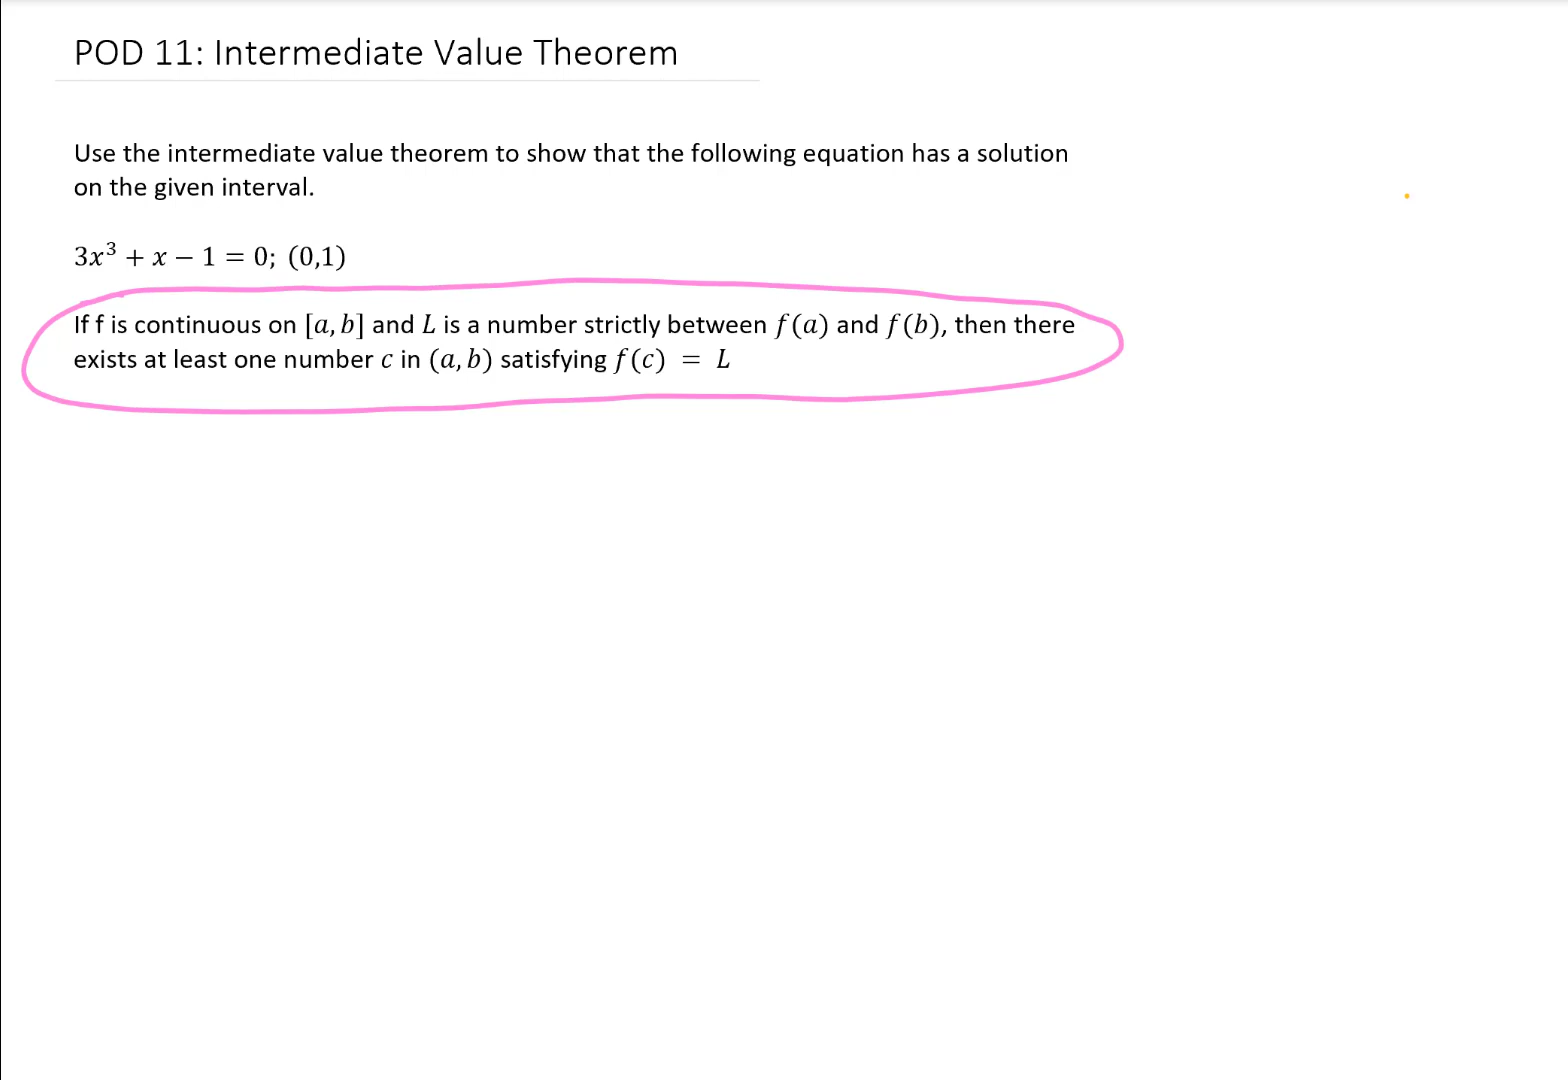 POD 11: Intermediate Value Theorem
Use the intermediate value theorem to show that the following equation has a solution
on the given interval.
3x³ + x − 1 = 0; (0,1)
If f is continuous on [a, b] and L is a number strictly between f(a) and f(b), then there
exists at least one number c in (a, b) satisfying f(c) = L